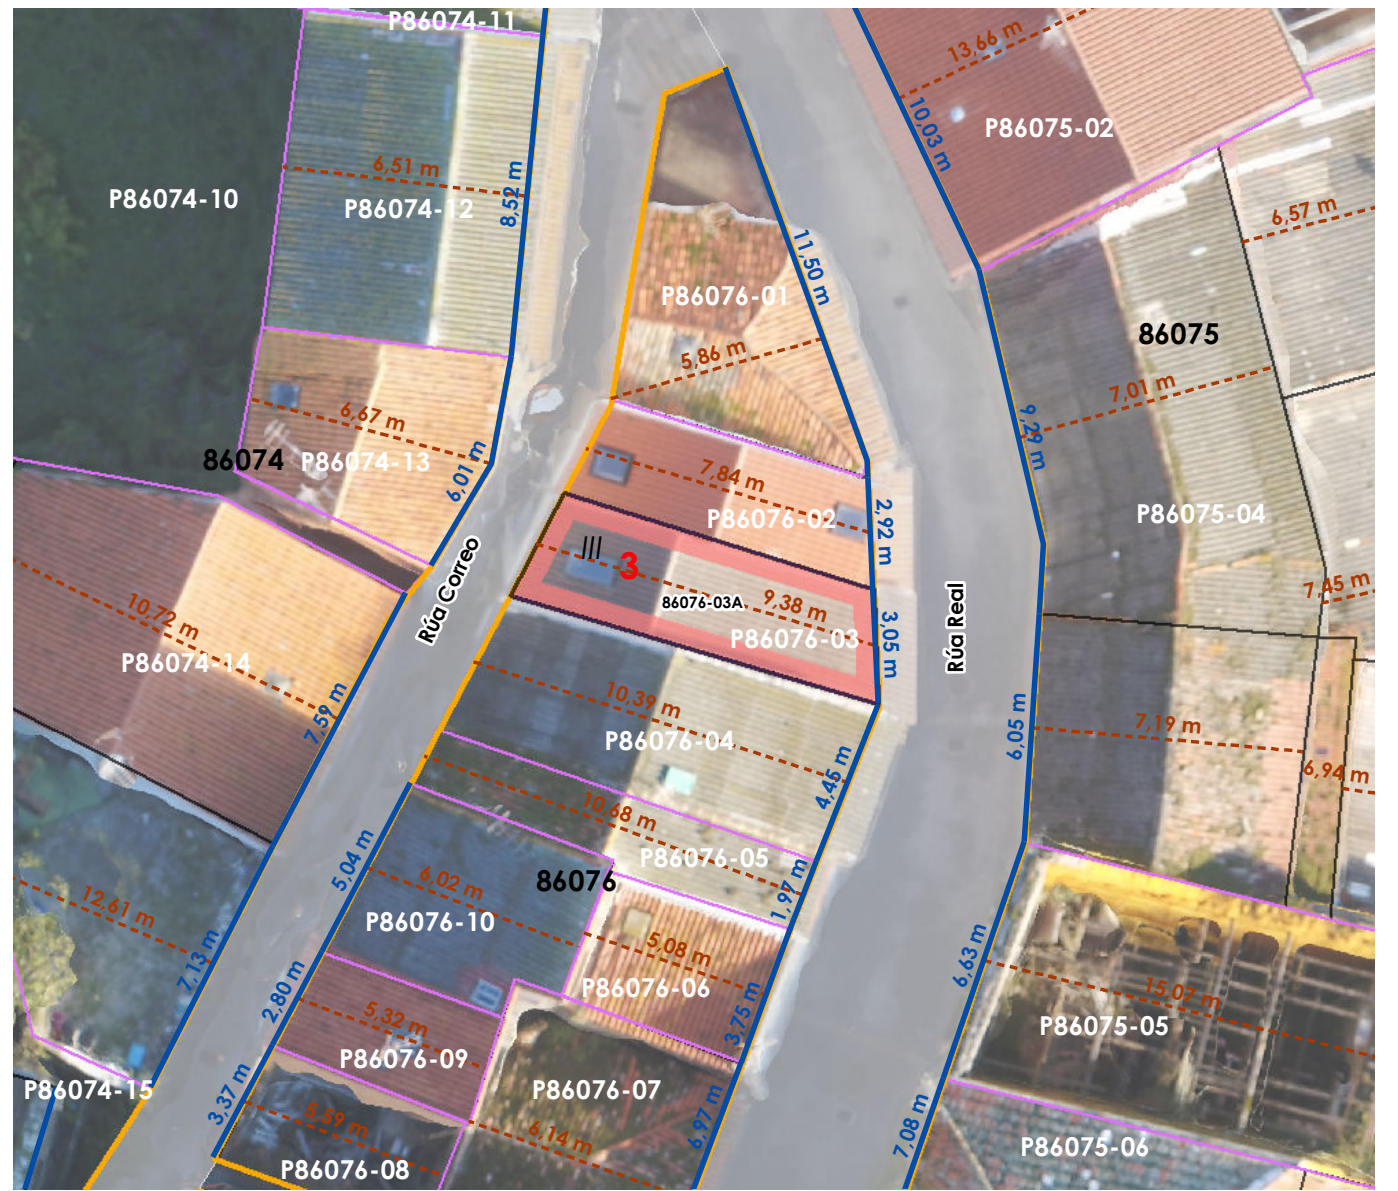 P86074-11
13,66 m
P86075-02
10,03 m
6,51 m
8,52 m
P86074-10
P86074-12
6,57 m
11,50 m
P86076-01
86075
5,86 m
7,01 m
6,67 m
9,29 m
86074
P86074-13
6,01 m
7,84 m
P86076-02
2,92 m
P86075-04
III
3
Rúa Correo
86076-03A
9,38 m
P86076-03
3,05 m
Rúa Real
7,45 m
10,72 m
P86074-14
7,59 m
10,39 m
P86076-04
4,45 m
6,05 m
7,19 m
6,94 m
10,68 m
P86076-05
5,04 m
86076
6,02 m
1,97 m
12,61 m
P86076-10
7,13 m
5,08 m
6,63 m
P86076-06
2,80 m
15,07 m
5,32 m
3,75 m
P86075-05
P86076-09
P86074-15
3,37 m
P86076-07
5,59 m
6,14 m
6,97 m
7,08 m
P86075-06
P86076-08